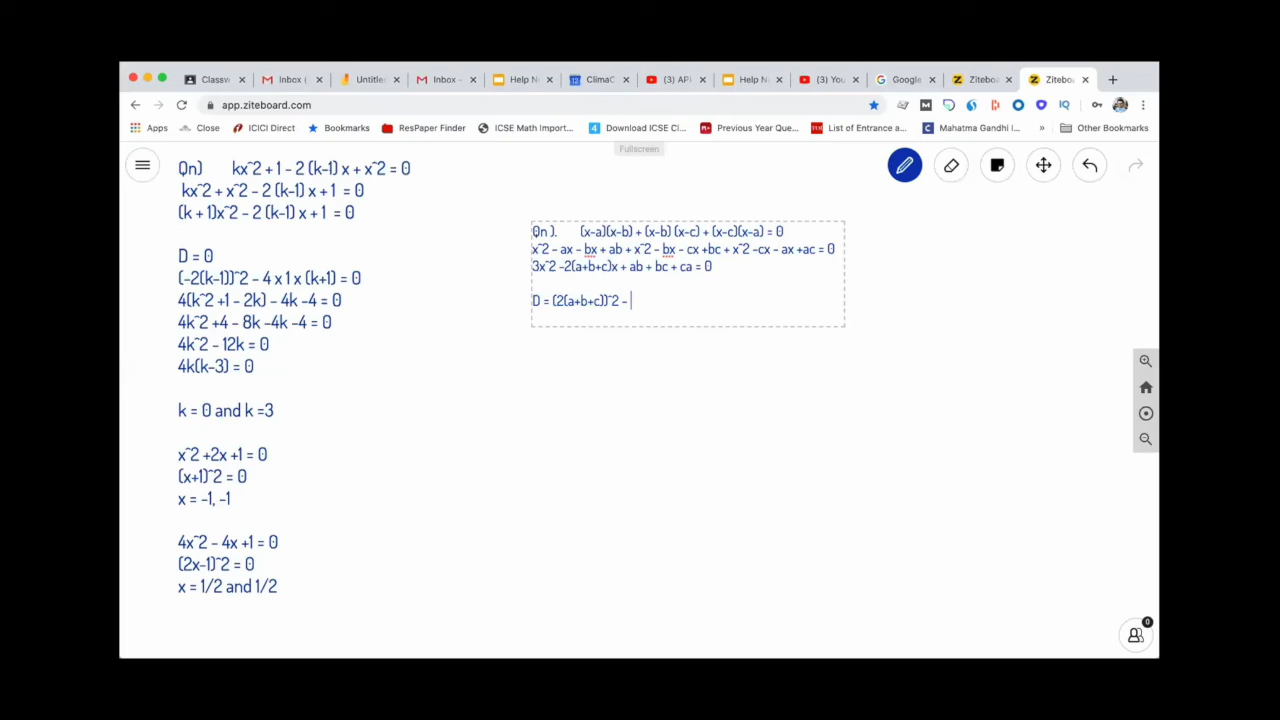 Classw
Inbox (
Untitle
Inbox -
Help N
ClimaC
(3) API
Help N
(3) You
Google
Ziteboa
Ziteboa
app.ziteboard.com
Apps
Close
ICICI Direct
Bookmarks
ResPaper Finder
ICSE Math Import...
Download ICSE Cl...
Previous Year Que...
List of Entrance a...
Mahatma Gandhi I...
»
Other Bookmarks
Fullscreen
Qn) kx^2 + 1 - 2 (k-1) x + x^2 = 0
kx^2 + x^2 - 2 (k-1) x + 1 = 0
(k + 1)x^2 - 2 (k-1) x + 1 = 0
D = 0
(-2(k-1))^2 - 4 x 1 x (k+1) = 0
4(k^2 +1 - 2k) - 4k -4 = 0
4k^2 +4 - 8k -4k -4 = 0
4k^2 - 12k = 0
4k(k-3) = 0
k = 0 and k =3
x^2 +2x +1 = 0
(x+1)^2 = 0
x = -1, -1
4x^2 - 4x +1 = 0
(2x-1)^2 = 0
x = 1/2 and 1/2
Qn ). (x-a)(x-b) + (x-b) (x-c) + (x-c)(x-a) = 0
x^2 - ax - bx + ab + x^2 - bx - cx +bc + x^2 -cx - ax +ac = 0
3x^2 -2(a+b+c)x + ab + bc + ca = 0
D = (2(a+b+c))^2 -
0